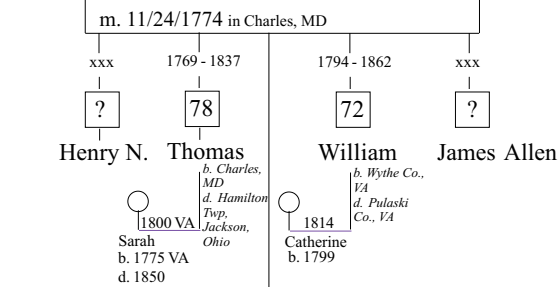 m. 11/24/1774 in Charles, MD
xxx
1769 - 1837
1794 - 1862
xxx
?
78
72
?
Henry N.
Thomas
William
James Allen
b. Charles,
MD
d. Hamilton
Twp,
Jackson,
Ohio
b. Wythe Co.,
VA
d. Pulaski
Co., VA
1800 VA
1814
Sarah
b. 1775 VA
d. 1850
Catherine
b. 1799